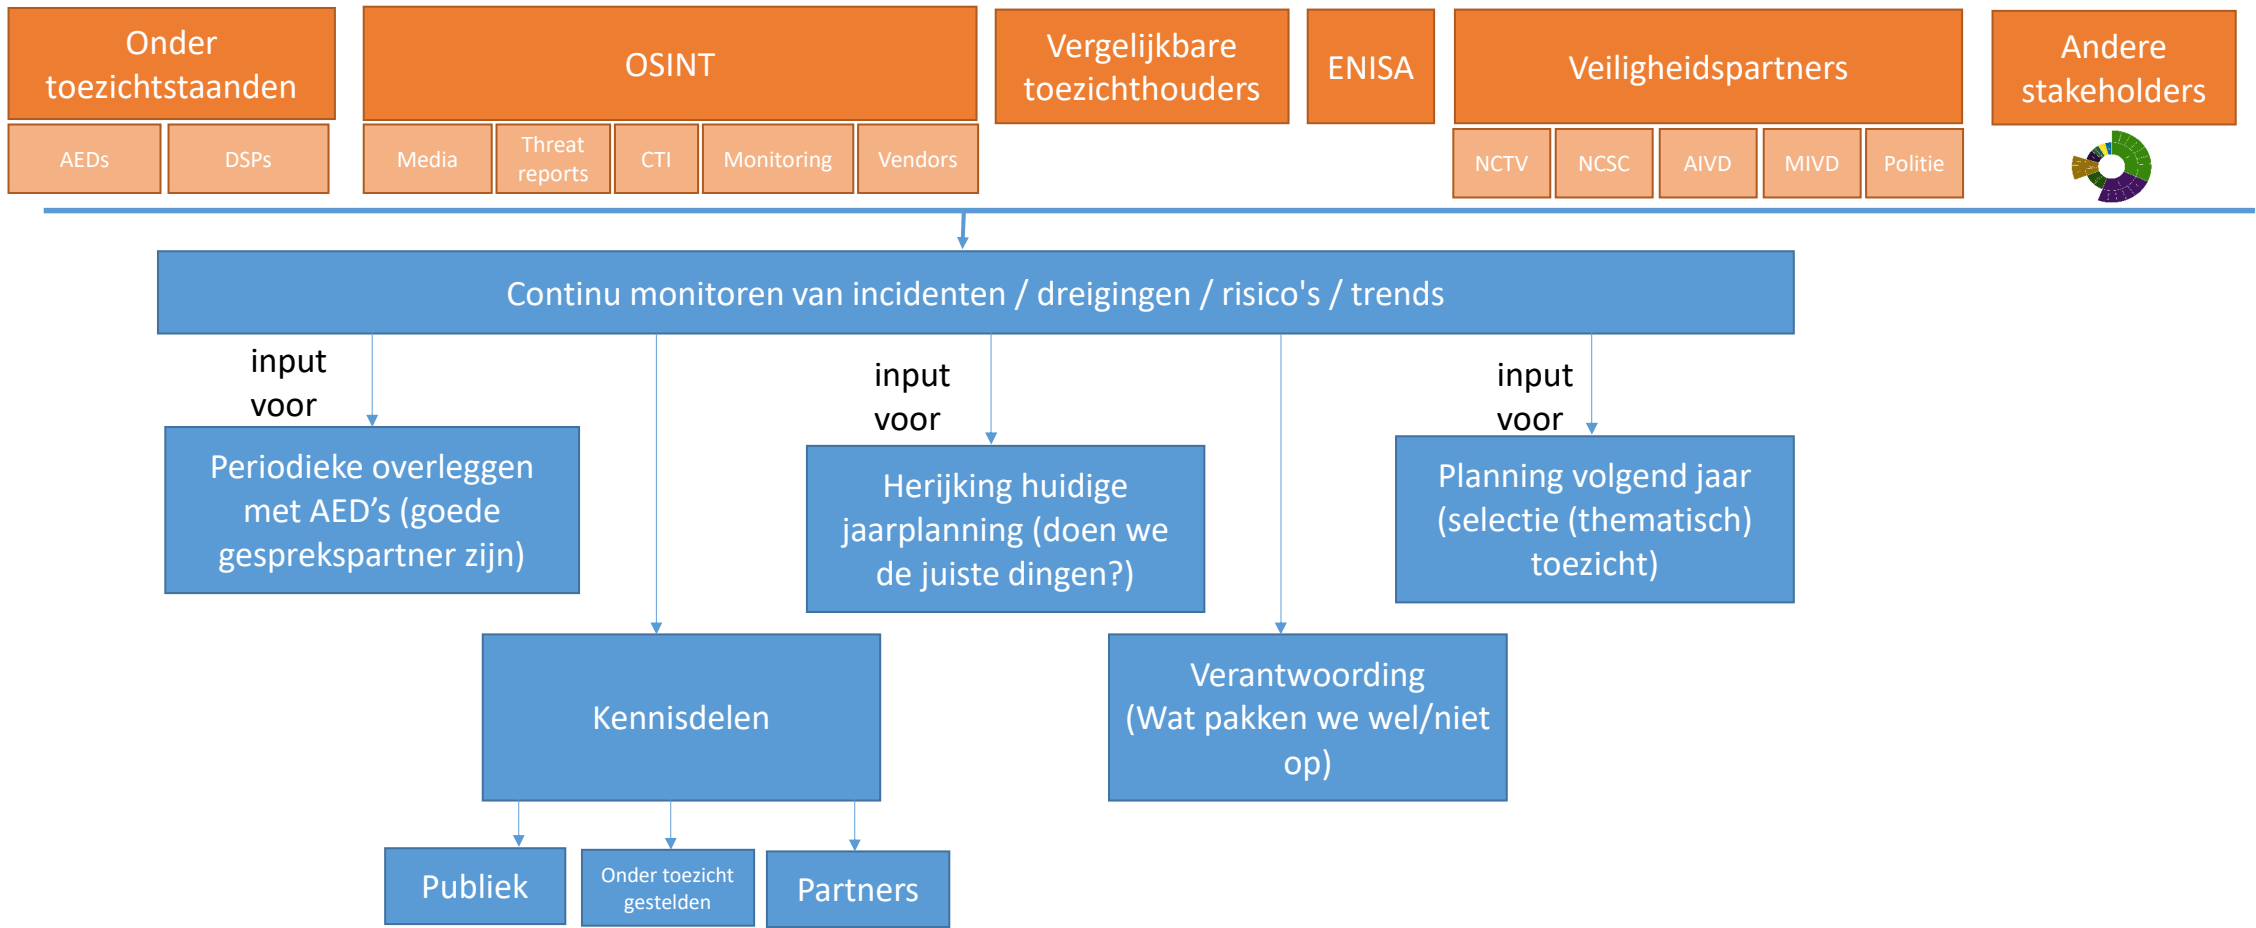 Onder
toezichtstaanden
OSINT
Vergelijkbare
toezichthouders
ENISA
Veiligheidspartners
Andere
stakeholders
AEDs
DSPs
Media
Threat
reports
CTI
Monitoring
Vendors
NCTV
NCSC
AIVD
MIVD
Politie
Continu monitoren van incidenten / dreigingen / risico's / trends
input
voor
input
voor
input
voor
Periodieke overleggen
met AED’s (goede
gesprekspartner zijn)
Herijking huidige
jaarplanning (doen we
de juiste dingen?)
Planning volgend jaar
(selectie (thematisch)
toezicht)
Kennisdelen
Verantwoording
(Wat pakken we wel/niet
op)
Publiek
Onder toezicht
gestelden
Partners